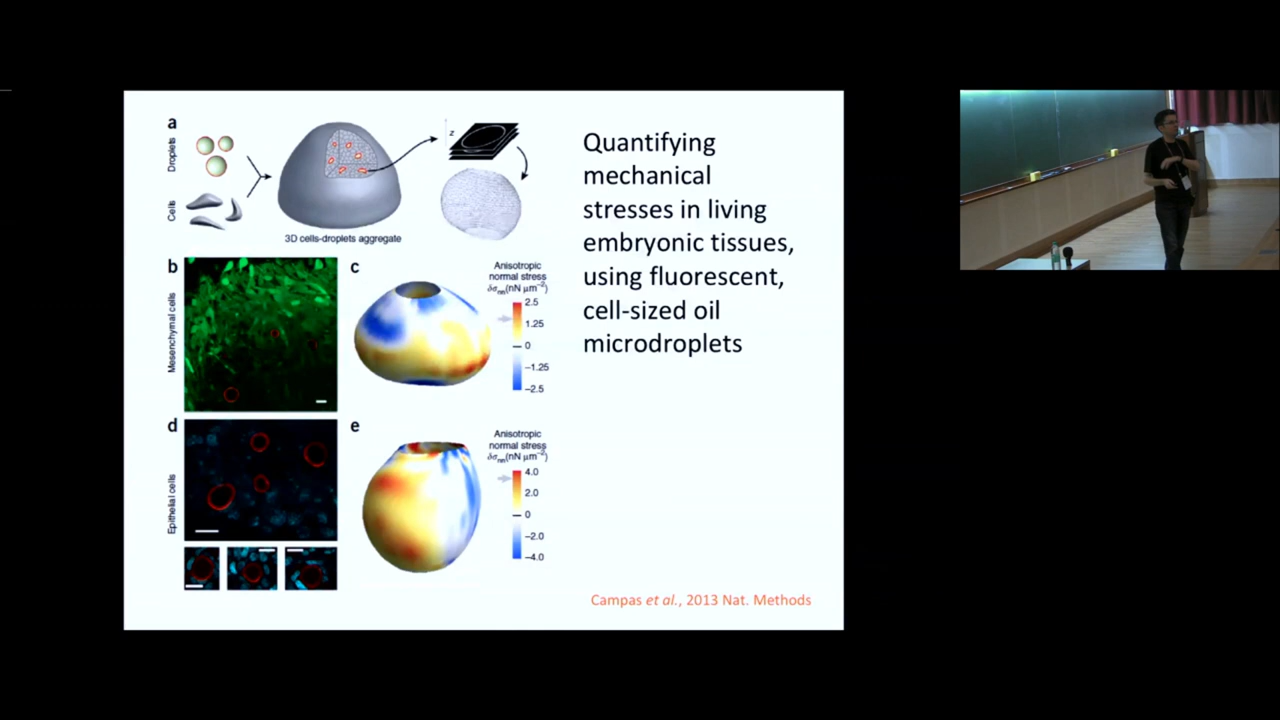 a
Droplets
Cells
z
3D cells-droplets aggregate
b
Mesenchymal cells
c
Anisotropic
normal stress
δσnn(nN μm⁻²)
2.5
1.25
0
−1.25
−2.5
d
Epithelial cells
e
Anisotropic
normal stress
δσnn(nN μm⁻²)
4.0
2.0
0
−2.0
−4.0
Quantifying
mechanical
stresses in living
embryonic tissues,
using fluorescent,
cell-sized oil
microdroplets
Campas et al., 2013 Nat. Methods